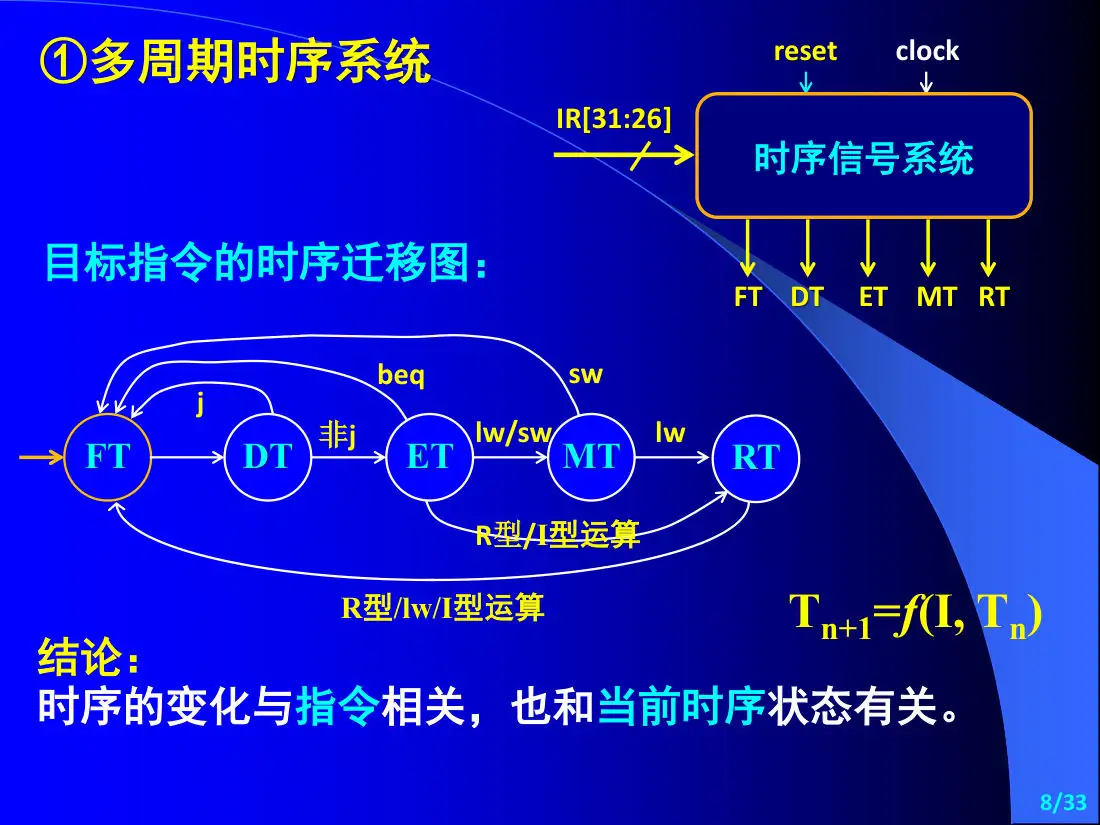 ①多周期时序系统
reset clock
IR[31:26]
时序信号系统
FT DT ET MT RT
目标指令的时序迁移图：
beq sw
j
非j lw/sw lw
FT DT ET MT RT
R型/I型运算
R型/lw/I型运算
Tn+1=f(I, Tn)
结论：
时序的变化与指令相关，也和当前时序状态有关。
8/33